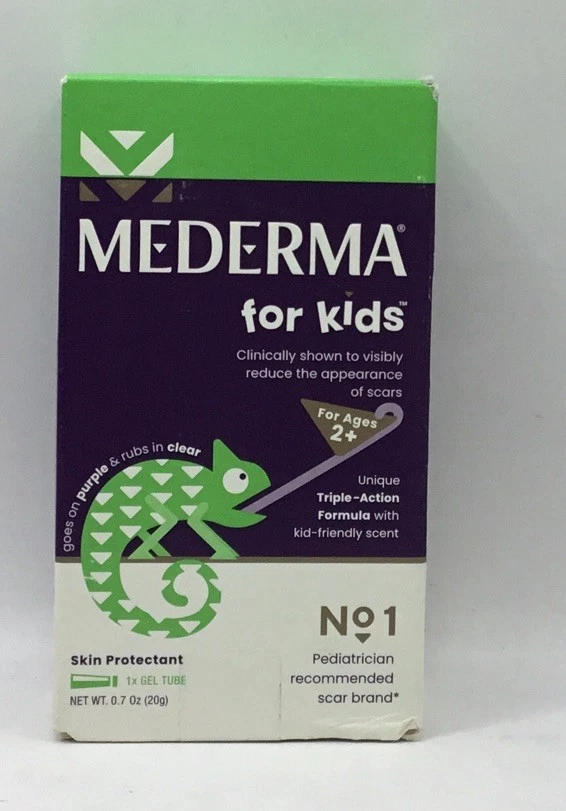 MEDERMA®
for kids™
Clinically shown to visibly
reduce the appearance
of scars
For Ages
2+
goes on purple & rubs in clear
Unique
Triple-Action
Formula with
kid-friendly scent
Nº1
Pediatrician
recommended
scar brand*
Skin Protectant
1x GEL TUBE
NET WT. 0.7 Oz (20g)